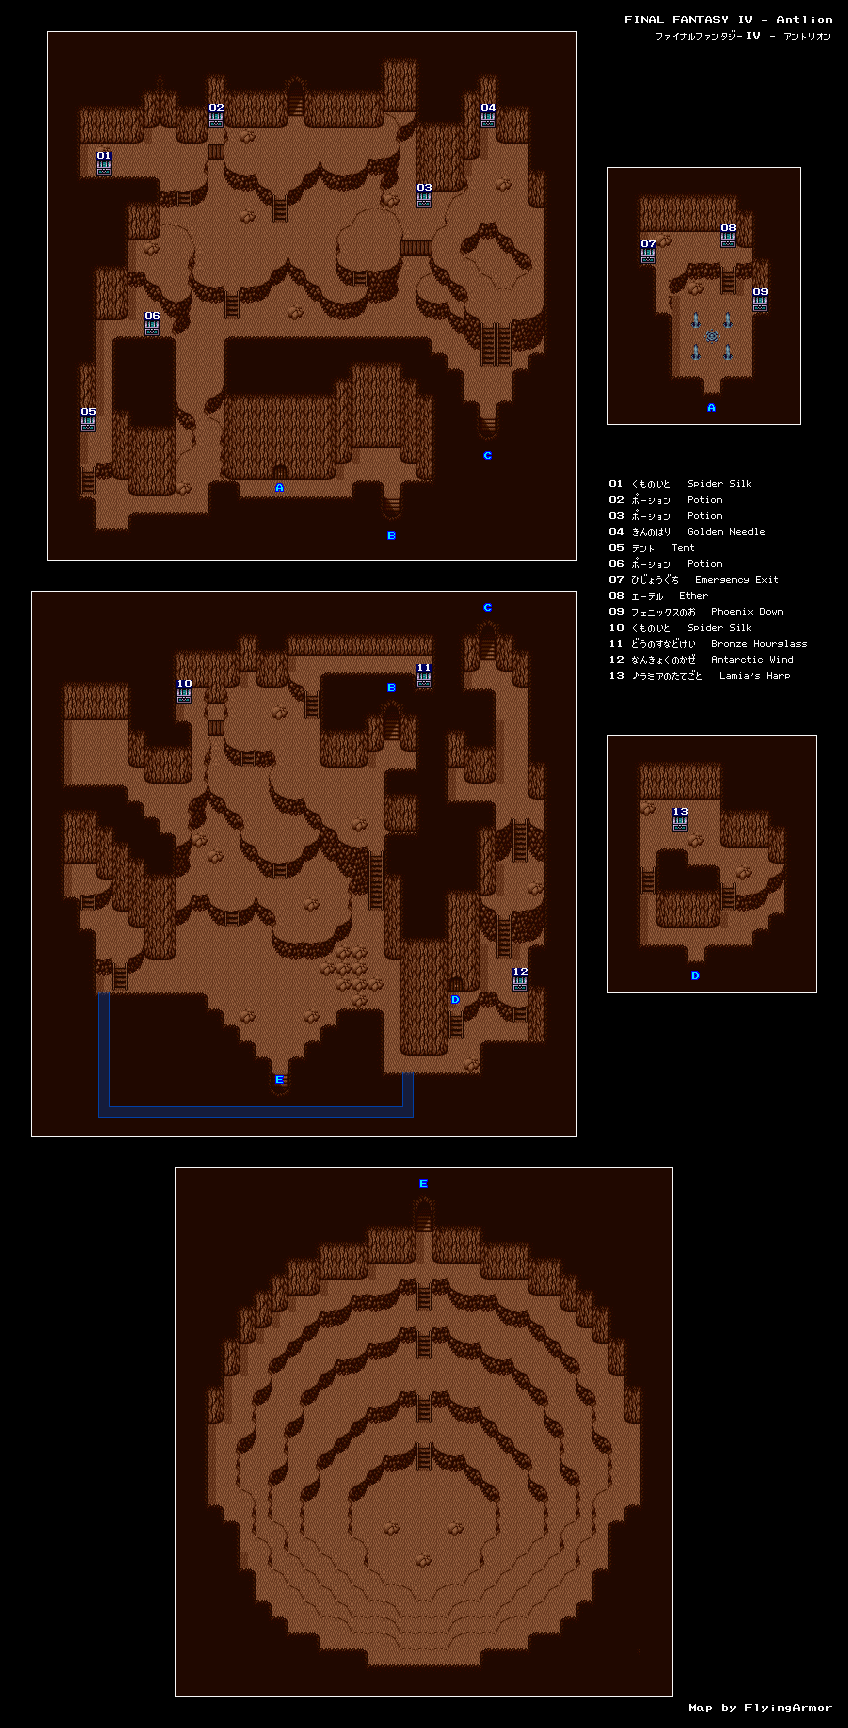 FINAL FANTASY IV - Antlion
ファイナルファンタジーIV - アントリオン
02
04
01
03
08
07
09
06
05
A
C
A
B
01 くものいと Spider Silk
02 ポーション Potion
03 ポーション Potion
04 きんのはり Golden Needle
05 テント Tent
06 ポーション Potion
07 ひじょうぐち Emergency Exit
08 エーテル Ether
09 フェニックスのお Phoenix Down
10 くものいと Spider Silk
11 どうのすなどけい Bronze Hourglass
12 なんきょくのかぜ Antarctic Wind
13 ♪ラミアのたてごと Lamia's Harp
C
11
10
B
13
12
D
D
E
E
Map by FlyingArmor